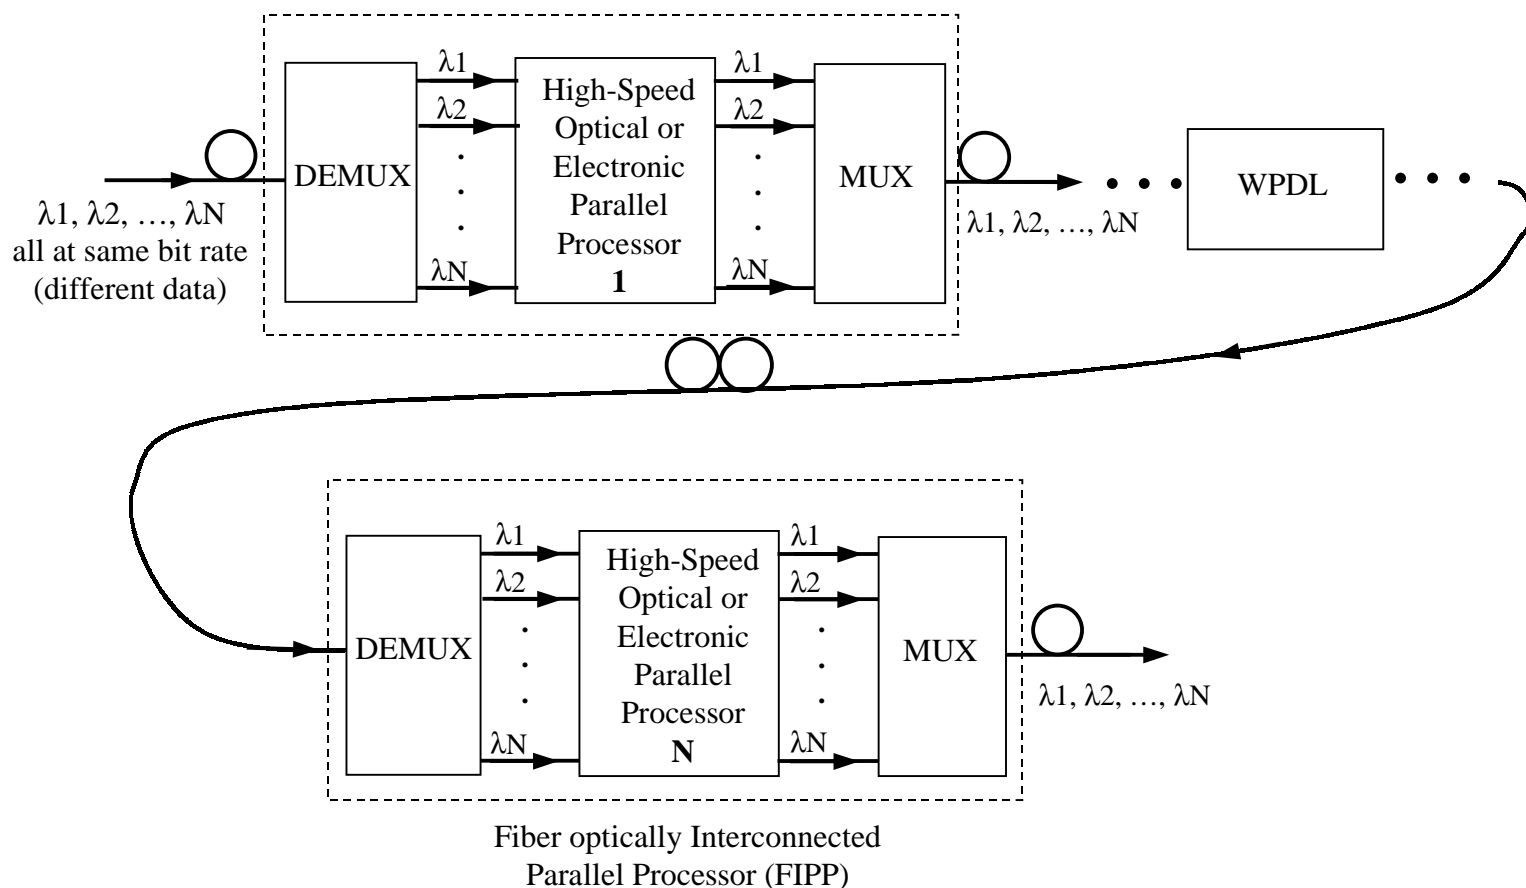 λ1
λ2
λN
λ1
λ2
λN
High-Speed
Optical or
Electronic
Parallel
Processor
1
DEMUX
MUX
WPDL
λ1, λ2, …, λN
all at same bit rate
(different data)
λ1, λ2, …, λN
λ1
λ2
λN
λ1
λ2
λN
High-Speed
Optical or
Electronic
Parallel
Processor
N
DEMUX
MUX
λ1, λ2, …, λN
Fiber optically Interconnected
Parallel Processor (FIPP)